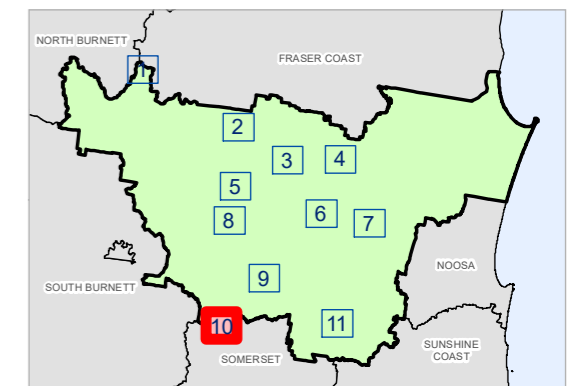 NORTH BURNETT
FRASER COAST
1
2
3
4
5
6
7
8
9
SOUTH BURNETT
NOOSA
10
11
SOMERSET
SUNSHINE
COAST